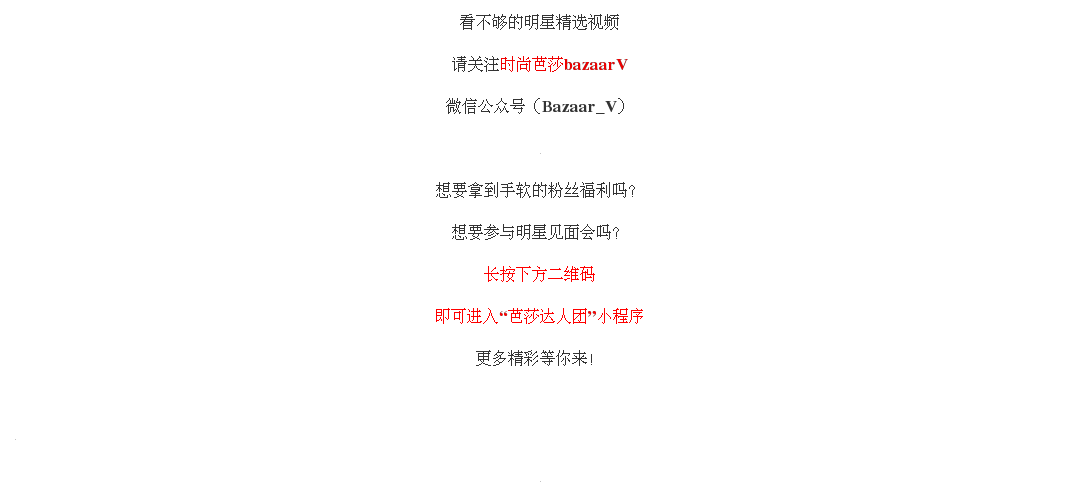 看不够的明星精选视频
请关注时尚芭莎bazaarV
微信公众号（Bazaar_V）
想要拿到手软的粉丝福利吗？
想要参与明星见面会吗？
长按下方二维码
即可进入“芭莎达人团”小程序
更多精彩等你来！